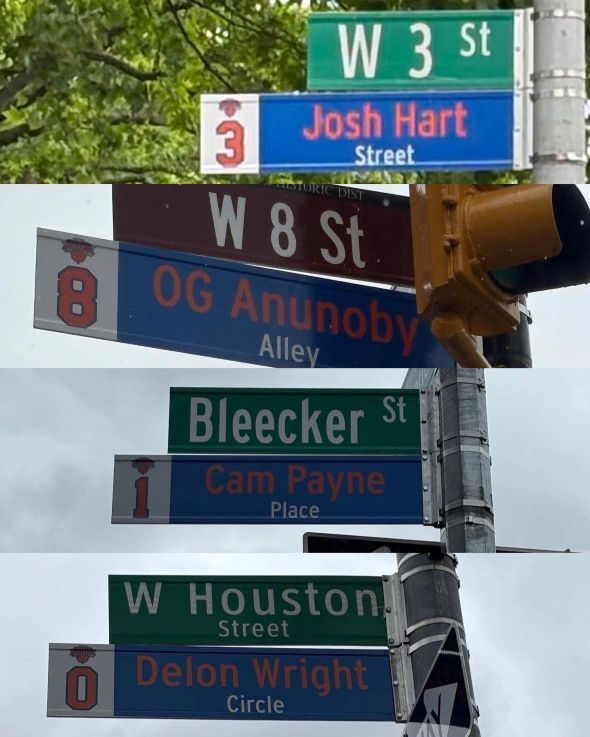 W 3 St
3 Josh Hart
Street
HISTORIC DIST
W 8 St
8 OG Anunoby
Alley
Bleecker St
1 Cam Payne
Place
W Houston
Street
0 Delon Wright
Circle